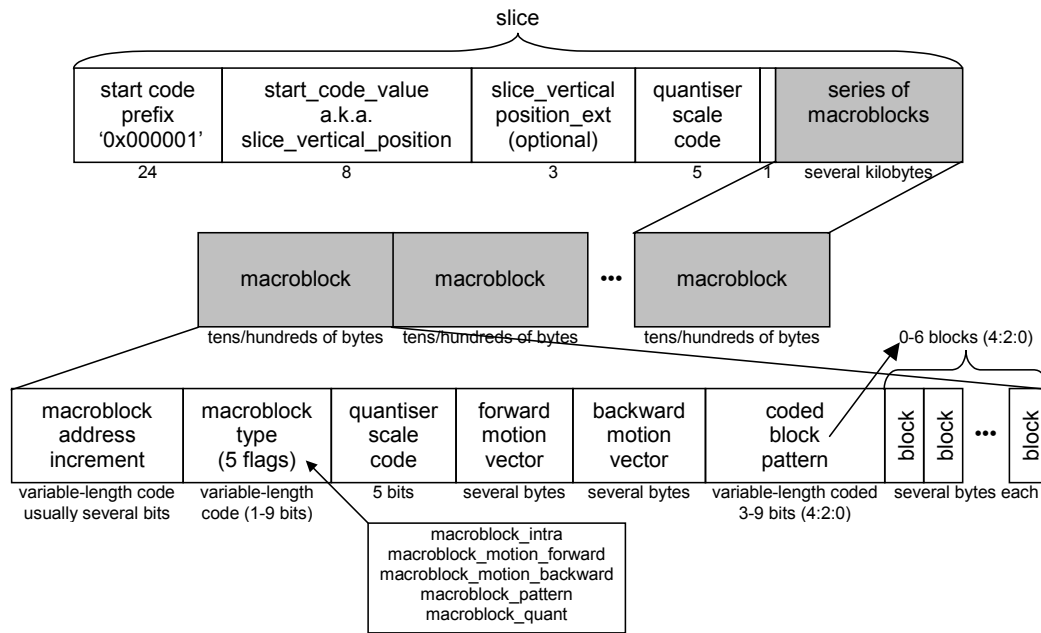 slice
start code
prefix
‘0x000001’
start_code_value
a.k.a.
slice_vertical_position
slice_vertical
position_ext
(optional)
quantiser
scale
code
series of
macroblocks
24
8
3
5
1
several kilobytes
macroblock
macroblock
•••
macroblock
tens/hundreds of bytes
tens/hundreds of bytes
tens/hundreds of bytes
0-6 blocks (4:2:0)
macroblock
address
increment
macroblock
type
(5 flags)
quantiser
scale
code
forward
motion
vector
backward
motion
vector
coded
block
pattern
block
block
•••
block
variable-length code
usually several bits
variable-length
code (1-9 bits)
5 bits
several bytes
several bytes
variable-length coded
3-9 bits (4:2:0)
several bytes each
macroblock_intra
macroblock_motion_forward
macroblock_motion_backward
macroblock_pattern
macroblock_quant